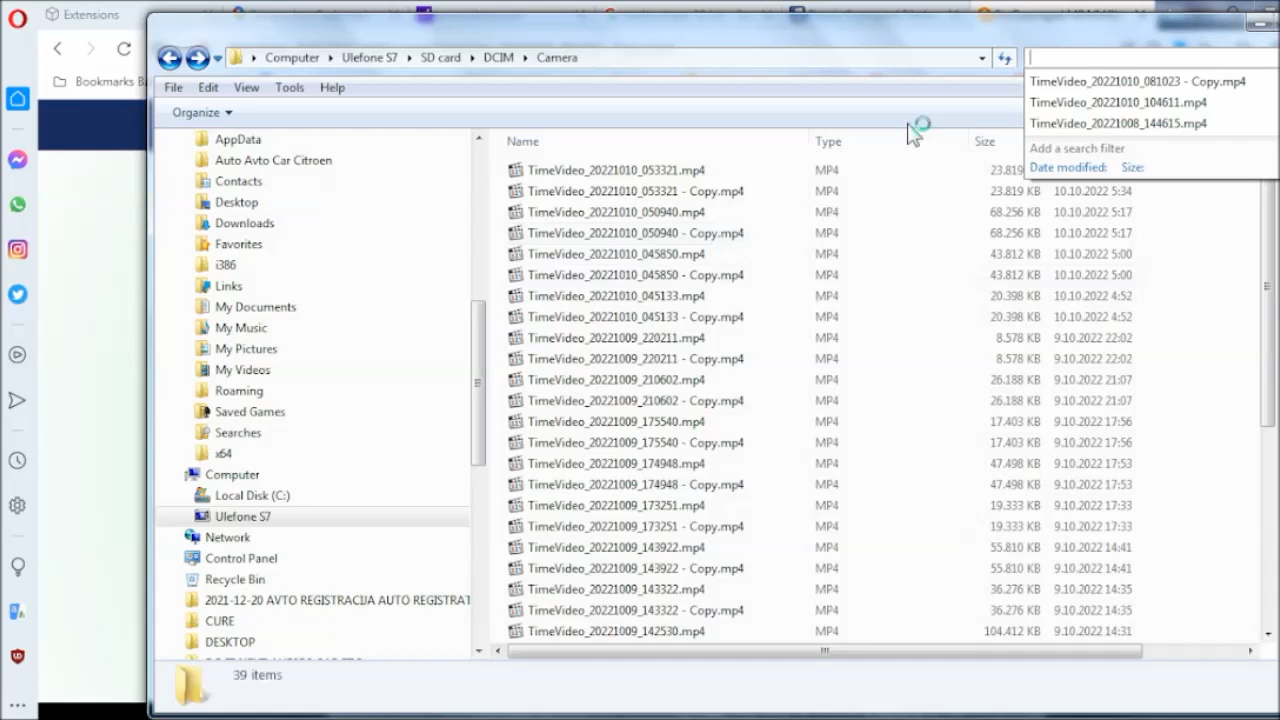 Extensions
Bookmarks Ba
Computer Ulefone S7 SD card DCIM Camera
TimeVideo_20221010_081023 - Copy.mp4
TimeVideo_20221010_104611.mp4
TimeVideo_20221008_144615.mp4
Add a search filter
Date modified: Size:
File Edit View Tools Help
Organize
AppData
Auto Avto Car Citroen
Contacts
Desktop
Downloads
Favorites
i386
Links
My Documents
My Music
My Pictures
My Videos
Roaming
Saved Games
Searches
x64
Computer
Local Disk (C:)
Ulefone S7
Network
Control Panel
Recycle Bin
2021-12-20 AVTO REGISTRACIJA AUTO REGISTRAT
CURE
DESKTOP
Name Type Size
TimeVideo_20221010_053321.mp4 MP4 23.819
TimeVideo_20221010_053321 - Copy.mp4 MP4 23.819 KB 10.10.2022 5:34
TimeVideo_20221010_050940.mp4 MP4 68.256 KB 10.10.2022 5:17
TimeVideo_20221010_050940 - Copy.mp4 MP4 68.256 KB 10.10.2022 5:17
TimeVideo_20221010_045850.mp4 MP4 43.812 KB 10.10.2022 5:00
TimeVideo_20221010_045850 - Copy.mp4 MP4 43.812 KB 10.10.2022 5:00
TimeVideo_20221010_045133.mp4 MP4 20.398 KB 10.10.2022 4:52
TimeVideo_20221010_045133 - Copy.mp4 MP4 20.398 KB 10.10.2022 4:52
TimeVideo_20221009_220211.mp4 MP4 8.578 KB 9.10.2022 22:02
TimeVideo_20221009_220211 - Copy.mp4 MP4 8.578 KB 9.10.2022 22:02
TimeVideo_20221009_210602.mp4 MP4 26.188 KB 9.10.2022 21:07
TimeVideo_20221009_210602 - Copy.mp4 MP4 26.188 KB 9.10.2022 21:07
TimeVideo_20221009_175540.mp4 MP4 17.403 KB 9.10.2022 17:56
TimeVideo_20221009_175540 - Copy.mp4 MP4 17.403 KB 9.10.2022 17:56
TimeVideo_20221009_174948.mp4 MP4 47.498 KB 9.10.2022 17:53
TimeVideo_20221009_174948 - Copy.mp4 MP4 47.498 KB 9.10.2022 17:53
TimeVideo_20221009_173251.mp4 MP4 19.333 KB 9.10.2022 17:33
TimeVideo_20221009_173251 - Copy.mp4 MP4 19.333 KB 9.10.2022 17:33
TimeVideo_20221009_143922.mp4 MP4 55.810 KB 9.10.2022 14:41
TimeVideo_20221009_143922 - Copy.mp4 MP4 55.810 KB 9.10.2022 14:41
TimeVideo_20221009_143322.mp4 MP4 36.276 KB 9.10.2022 14:35
TimeVideo_20221009_143322 - Copy.mp4 MP4 36.276 KB 9.10.2022 14:35
TimeVideo_20221009_142530.mp4 MP4 104.412 KB 9.10.2022 14:31
39 items